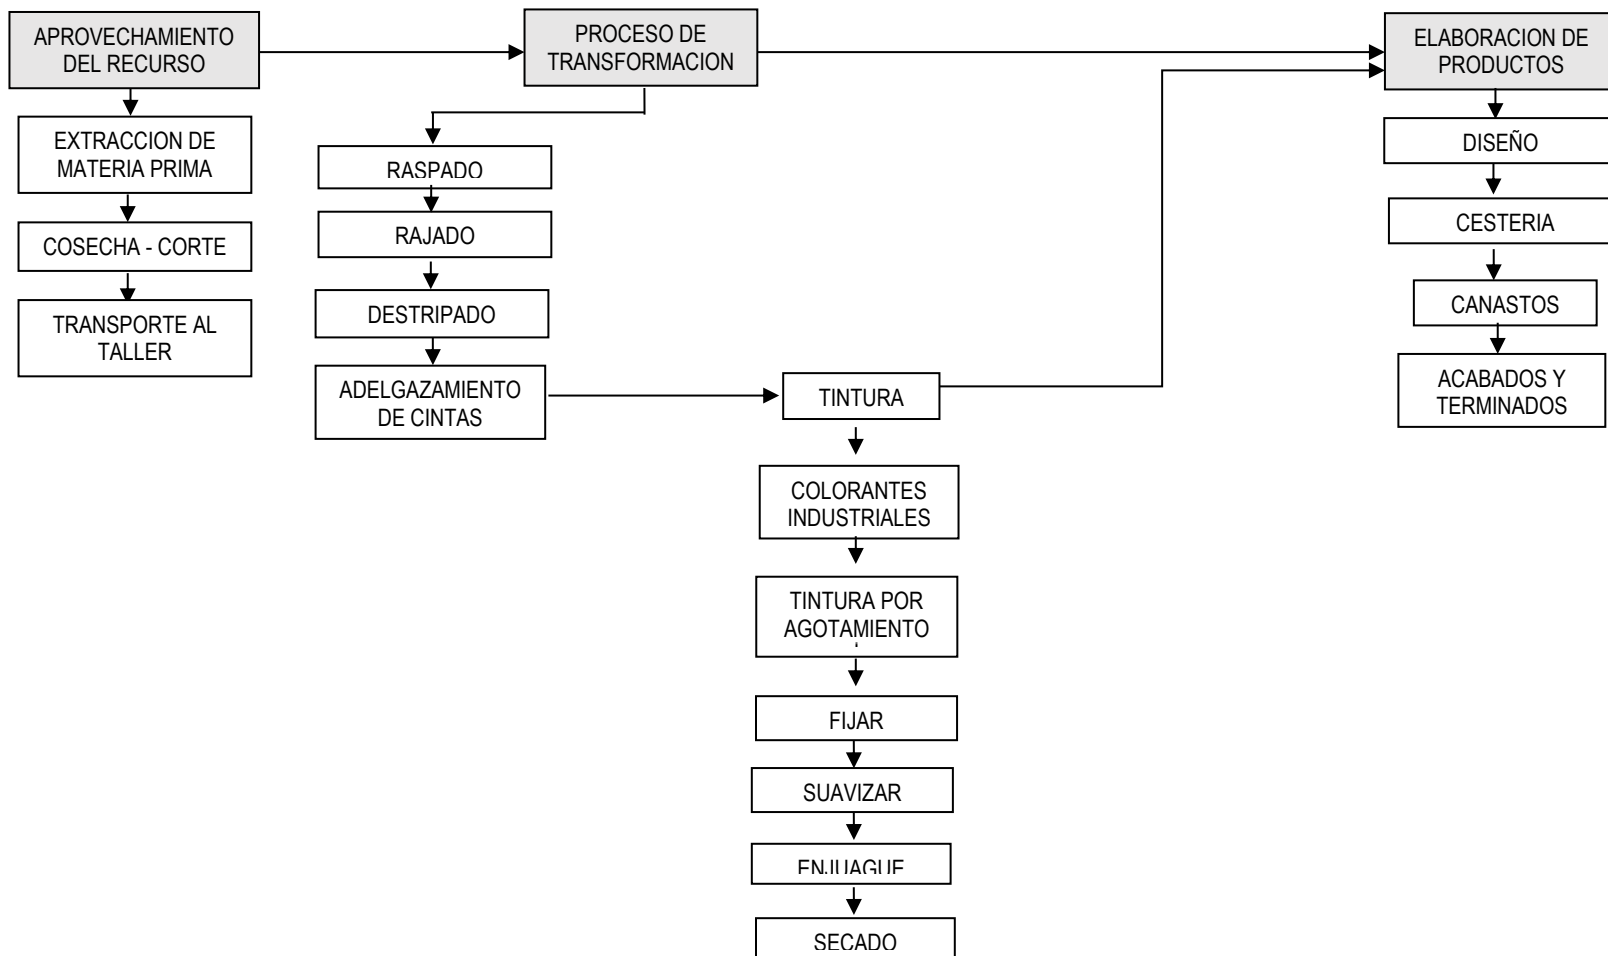 APROVECHAMIENTO
DEL RECURSO
EXTRACCION DE
MATERIA PRIMA
COSECHA - CORTE
TRANSPORTE AL
TALLER
PROCESO DE
TRANSFORMACION
RASPADO
RAJADO
DESTRIPADO
ADELGAZAMIENTO
DE CINTAS
TINTURA
COLORANTES
INDUSTRIALES
TINTURA POR
AGOTAMIENTO
FIJAR
SUAVIZAR
ENJUAGUE
SECADO
ELABORACION DE
PRODUCTOS
DISEÑO
CESTERIA
CANASTOS
ACABADOS Y
TERMINADOS